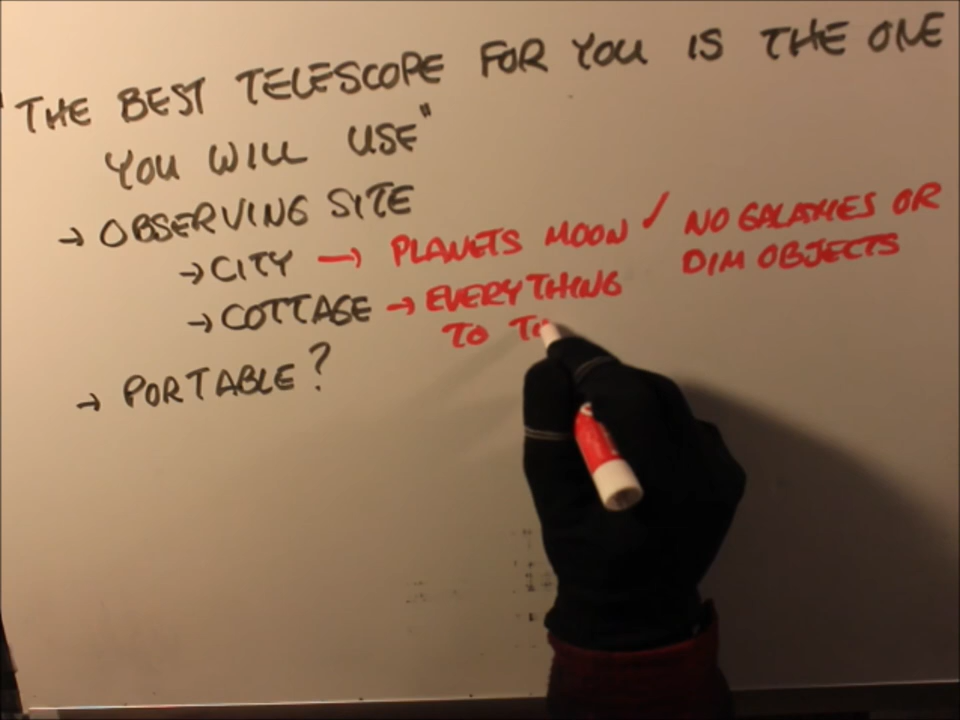 "THE BEST TELESCOPE FOR YOU IS THE ONE
YOU WILL USE"
→ OBSERVING SITE
→ CITY → PLANETS MOON ✓ NO GALAXIES OR
DIM OBJECTS
→ COTTAGE → EVERYTHING
TO
→ PORTABLE?